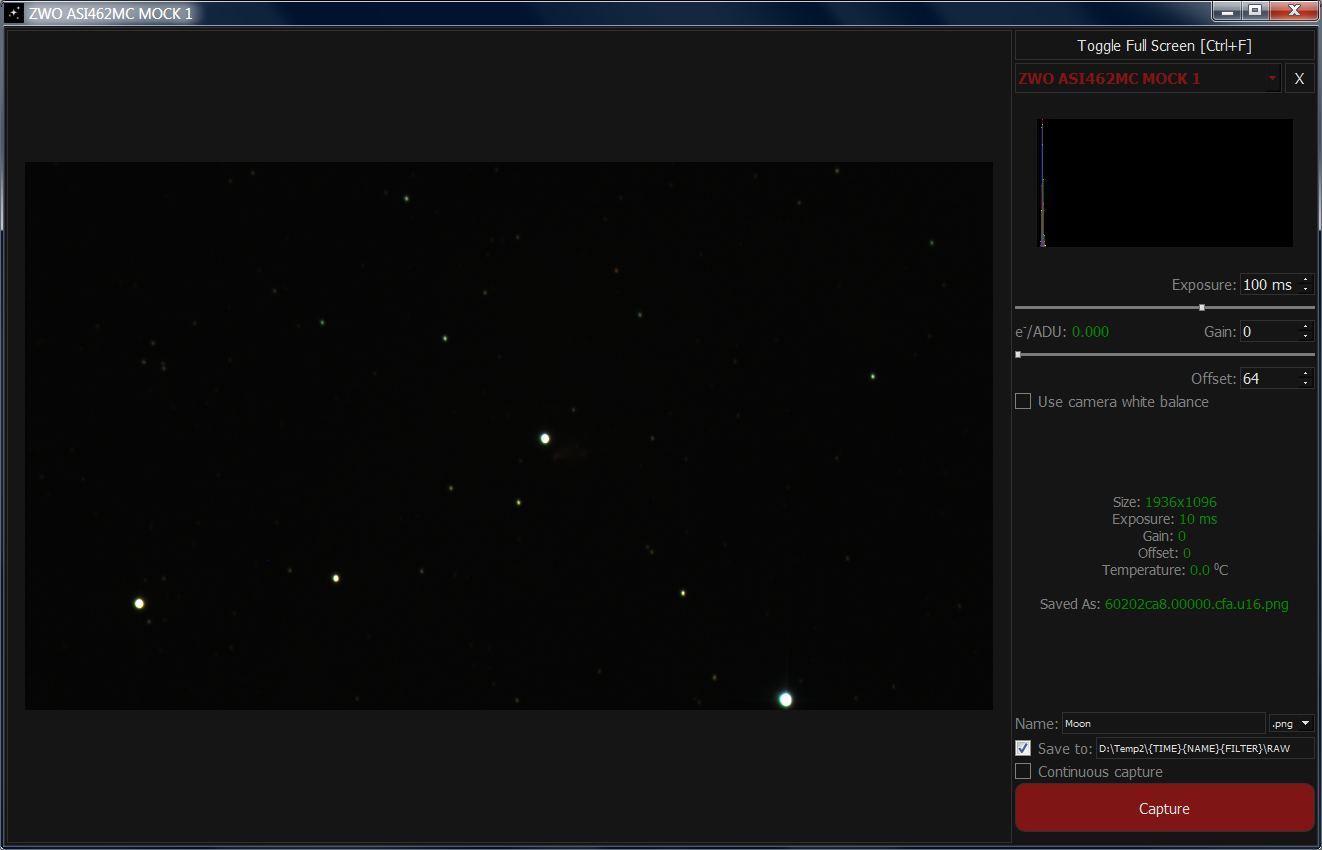 ZWO ASI462MC MOCK 1
Toggle Full Screen [Ctrl+F]
ZWO ASI462MC MOCK 1 X
Exposure: 100 ms
e⁻/ADU: 0.000 Gain: 0
Offset: 64
Use camera white balance
Size: 1936x1096
Exposure: 10 ms
Gain: 0
Offset: 0
Temperature: 0.0 ⁰C
Saved As: 60202ca8.00000.cfa.u16.png
Name: Moon .png
Save to: D:\Temp2\{TIME}{NAME}{FILTER}\RAW
Continuous capture
Capture